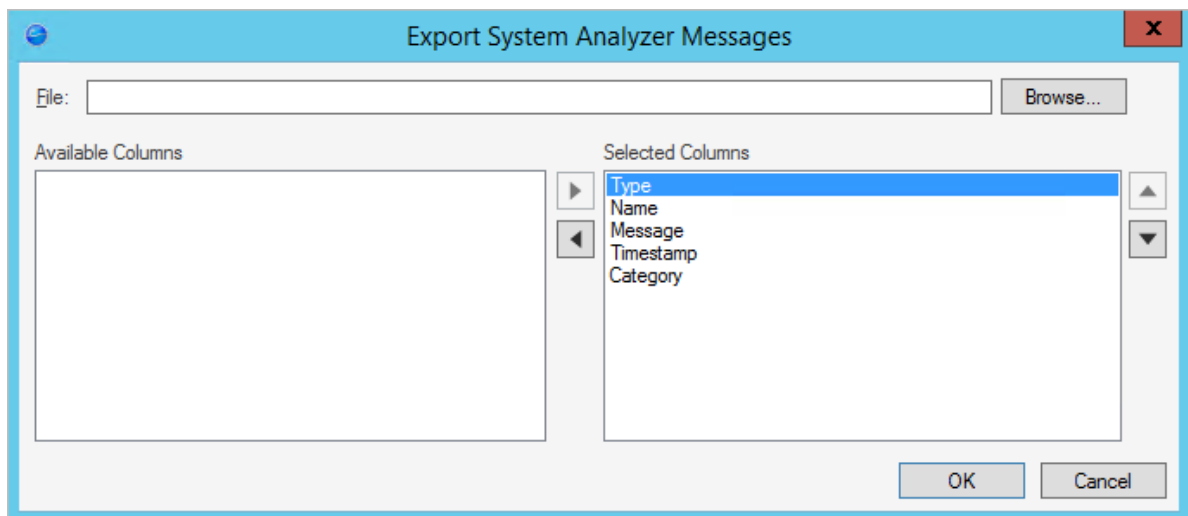 Export System Analyzer Messages
x
File:
Browse...
Available Columns
Selected Columns
Type
Name
Message
Timestamp
Category
OK
Cancel